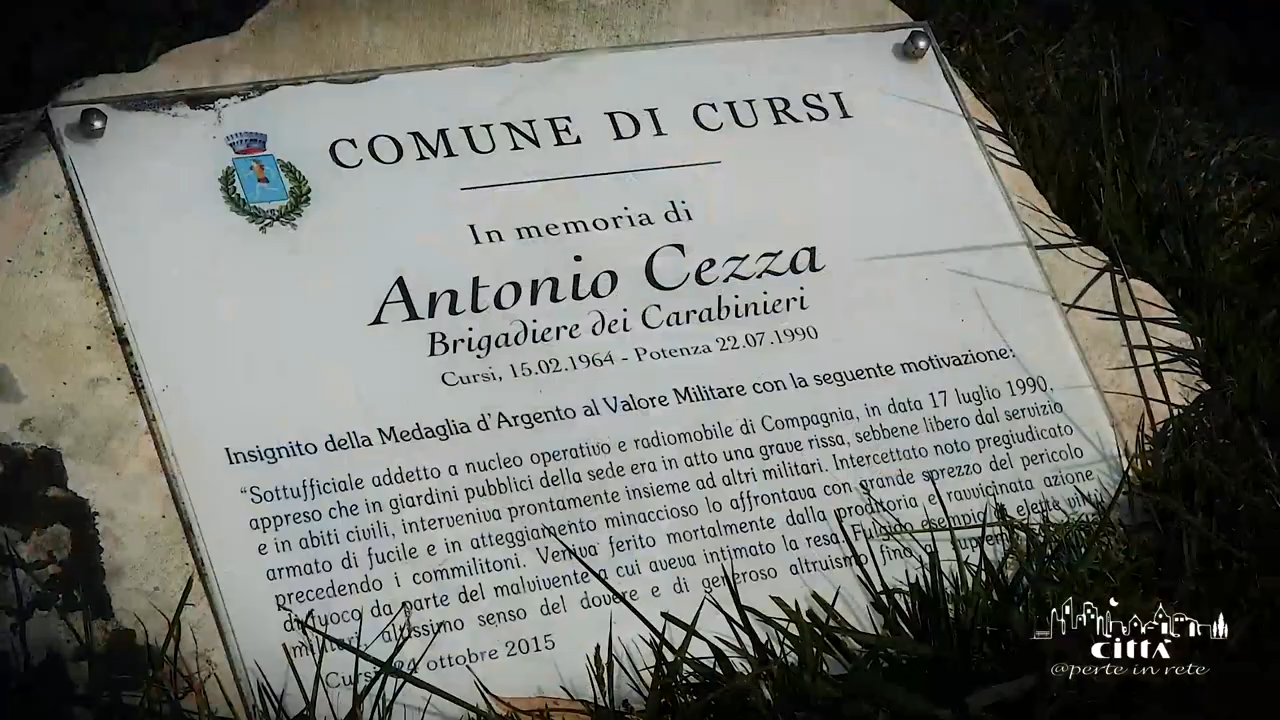 COMUNE DI CURSI
In memoria di
Antonio Cezza
Brigadiere dei Carabinieri
Cursi, 15.02.1964 - Potenza 22.07.1990
Insignito della Medaglia d'Argento al Valore Militare con la seguente motivazione:
“Sottufficiale addetto a nucleo operativo e radiomobile di Compagnia, in data 17 luglio 1990,
appreso che in giardini pubblici della sede era in atto una grave rissa, sebbene libero dal servizio
e in abiti civili, interveniva prontamente insieme ad altri militari. Intercettato noto pregiudicato
armato di fucile e in atteggiamento minaccioso lo affrontava con grande sprezzo del pericolo
precedendo i commilitoni. Veniva ferito mortalmente dalla proditoria e ravvicinata azione
di fuoco da parte del malvivente a cui aveva intimato la resa. Fulgido esempio di elette virtù
altissimo senso del dovere e di generoso altruismo fino al
Cursi 24 ottobre 2015
CITTÀ
@perte in rete